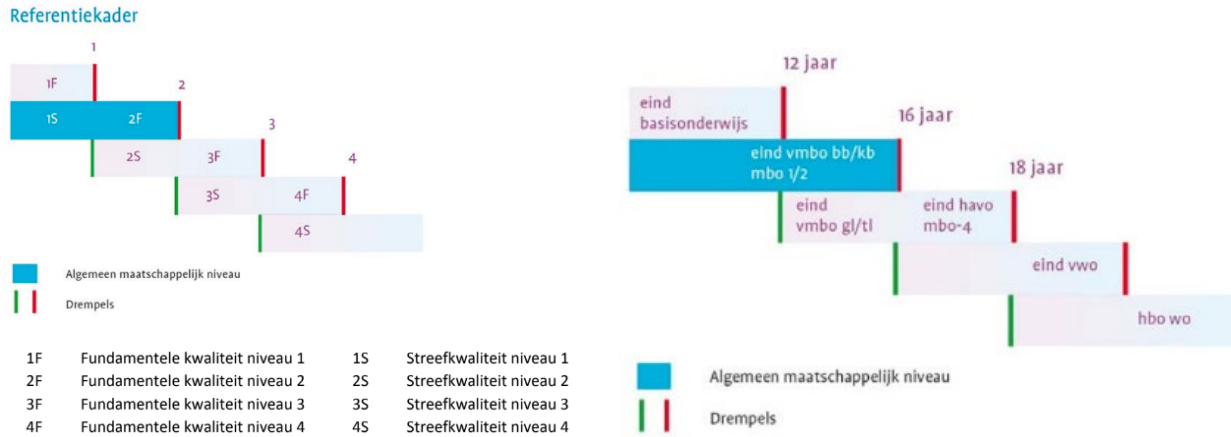 Referentiekader
1
1F
2
1S 2F
3
2S 3F
4
3S 4F
4S
Algemeen maatschappelijk niveau
Drempels
1F Fundamentele kwaliteit niveau 1 1S Streefkwaliteit niveau 1
2F Fundamentele kwaliteit niveau 2 2S Streefkwaliteit niveau 2
3F Fundamentele kwaliteit niveau 3 3S Streefkwaliteit niveau 3
4F Fundamentele kwaliteit niveau 4 4S Streefkwaliteit niveau 4
12 jaar
eind
basisonderwijs
16 jaar
eind vmbo bb/kb
mbo 1/2
18 jaar
eind
vmbo gl/tl
eind havo
mbo-4
eind vwo
hbo wo
Algemeen maatschappelijk niveau
Drempels